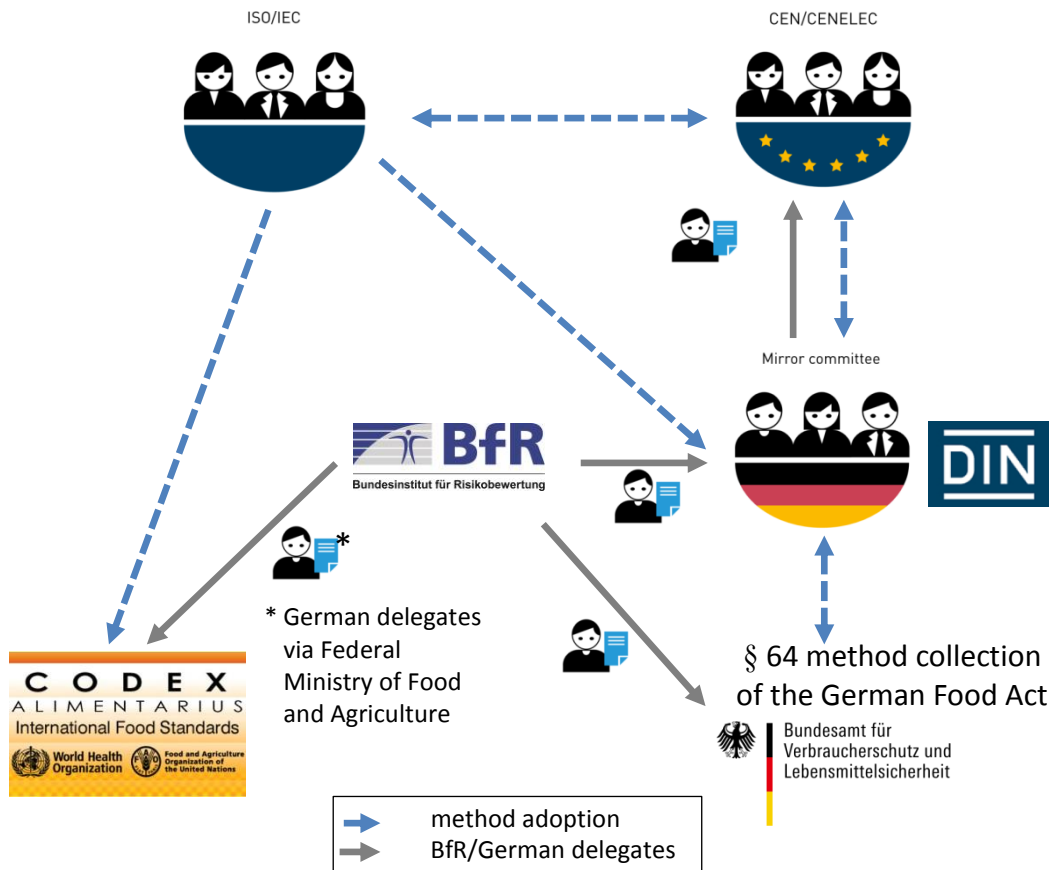 ISO/IEC
CEN/CENELEC
Mirror committee
DIN
BfR
Bundesinstitut für Risikobewertung
*
* German delegates
via Federal
Ministry of Food
and Agriculture
CODEX
ALIMENTARIUS
International Food Standards
World Health
Organization
Food and Agriculture
Organization of
the United Nations
§ 64 method collection
of the German Food Act
Bundesamt für
Verbraucherschutz und
Lebensmittelsicherheit
method adoption
BfR/German delegates